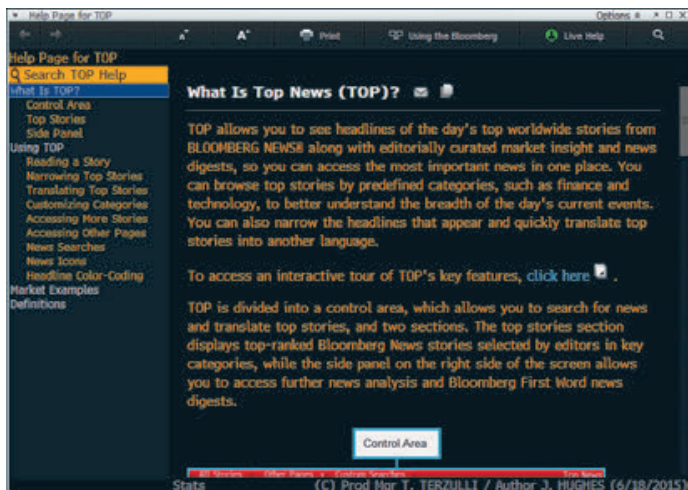 Help Page for TOP
Options
Print
Using the Bloomberg
Live Help
Help Page for TOP
Search TOP Help
What Is TOP?
Control Area
Top Stories
Side Panel
Using TOP
Reading a Story
Narrowing Top Stories
Translating Top Stories
Customizing Categories
Accessing More Stories
Accessing Other Pages
News Searches
News Icons
Headline Color-Coding
Market Examples
Definitions
What Is Top News (TOP)?
TOP allows you to see headlines of the day's top worldwide stories from
BLOOMBERG NEWS® along with editorially curated market insight and news
digests, so you can access the most important news in one place. You
can browse top stories by predefined categories, such as finance and
technology, to better understand the breadth of the day's current events.
You can also narrow the headlines that appear and quickly translate top
stories into another language.
To access an interactive tour of TOP's key features, click here .
TOP is divided into a control area, which allows you to search for news
and translate top stories, and two sections. The top stories section
displays top-ranked Bloomberg News stories selected by editors in key
categories, while the side panel on the right side of the screen allows
you to access further news analysis and Bloomberg First Word news
digests.
Control Area
All Stories Other Pages Custom Searches Top News
Stats (C) Prod Mgr T. TERZULLI / Author J. HUGHES (6/18/2015)